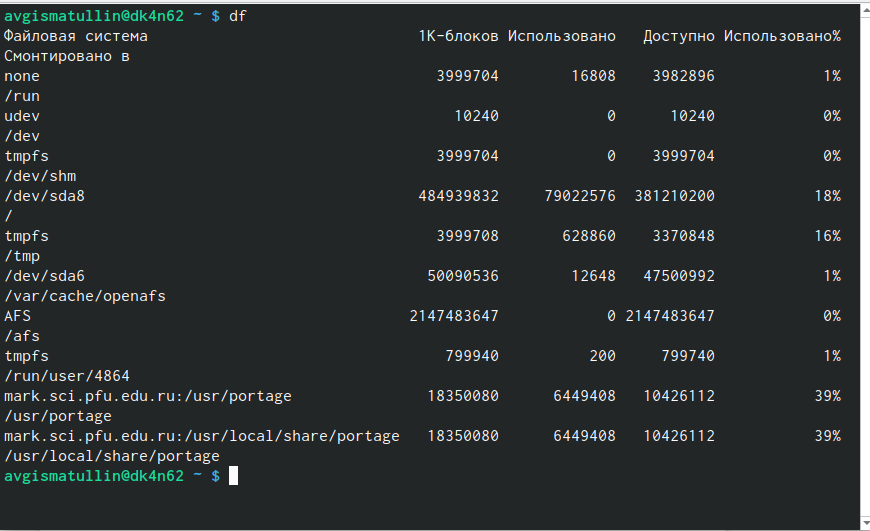 avgismatullin@dk4n62 ~ $ df
Файловая система 1K-блоков Использовано Доступно Использовано%
Смонтировано в
none 3999704 16808 3982896 1%
/run
udev 10240 0 10240 0%
/dev
tmpfs 3999704 0 3999704 0%
/dev/shm
/dev/sda8 484939832 79022576 381210200 18%
/
tmpfs 3999708 628860 3370848 16%
/tmp
/dev/sda6 50090536 12648 47500992 1%
/var/cache/openafs
AFS 2147483647 0 2147483647 0%
/afs
tmpfs 799940 200 799740 1%
/run/user/4864
mark.sci.pfu.edu.ru:/usr/portage 18350080 6449408 10426112 39%
/usr/portage
mark.sci.pfu.edu.ru:/usr/local/share/portage 18350080 6449408 10426112 39%
/usr/local/share/portage
avgismatullin@dk4n62 ~ $